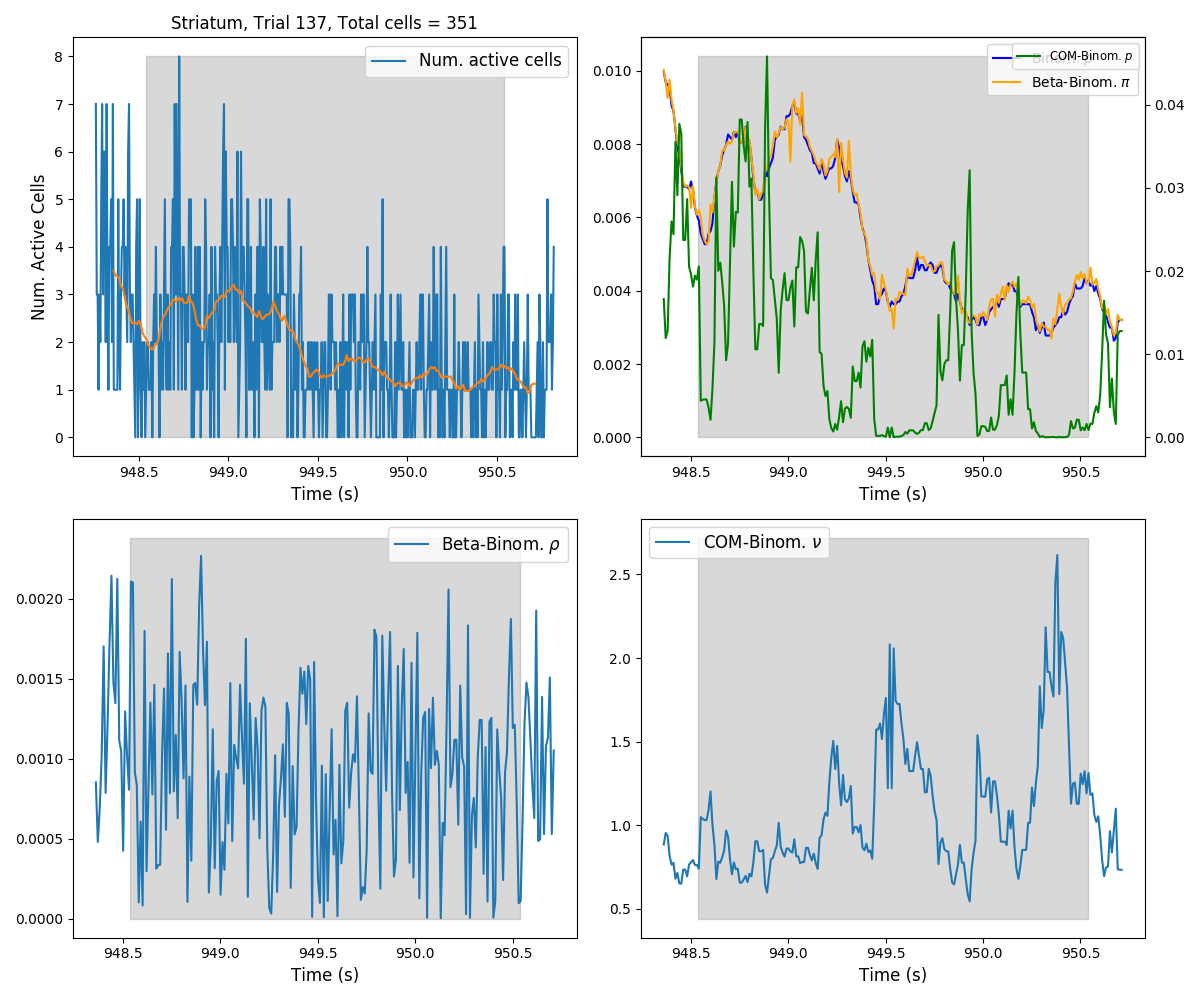 Striatum, Trial 137, Total cells = 351
Num. active cells
Num. Active Cells
8
7
6
5
4
3
2
1
0
948.5 949.0 949.5 950.0 950.5
Time (s)
COM-Binom. p
Beta-Binom. π
0.010
0.008
0.006
0.004
0.002
0.000
0.04
0.03
0.02
0.01
0.00
948.5 949.0 949.5 950.0 950.5
Time (s)
Beta-Binom. ρ
0.0020
0.0015
0.0010
0.0005
0.0000
948.5 949.0 949.5 950.0 950.5
Time (s)
COM-Binom. ν
2.5
2.0
1.5
1.0
0.5
948.5 949.0 949.5 950.0 950.5
Time (s)